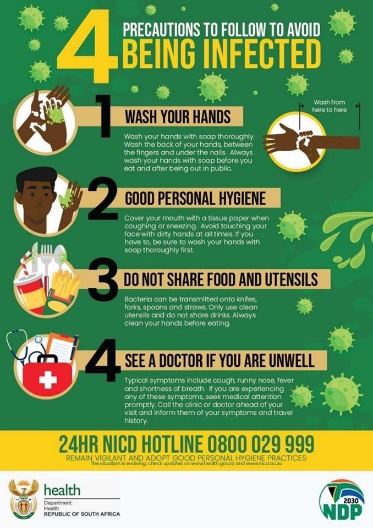 4
PRECAUTIONS TO FOLLOW TO AVOID
BEING INFECTED
1
WASH YOUR HANDS
Wash your hands with soap thoroughly.
Wash the back of your hands, between
the fingers and under the nails. Always
wash your hands with soap before you
eat and after being out in public.
Wash from
here to here
2
GOOD PERSONAL HYGIENE
Cover your mouth with a tissue paper when
coughing or sneezing. Avoid touching your
face with dirty hands at all times. If you
have to, be sure to wash your hands with
soap thoroughly first.
3
DO NOT SHARE FOOD AND UTENSILS
Bacteria can be transmitted onto knifes,
forks, spoons and straws. Only use clean
utensils and do not share drinks. Always
clean your hands before eating.
4
SEE A DOCTOR IF YOU ARE UNWELL
Typical symptoms include cough, runny nose, fever
and shortness of breath. If you are experiencing
any of these symptoms, seek medical attention
promptly. Call the clinic or doctor ahead of your
visit and inform them of your symptoms and travel
history.
24HR NICD HOTLINE 0800 029 999
REMAIN VIGILANT AND ADOPT GOOD PERSONAL HYGIENE PRACTICES
The situation is evolving, check updates on www.health.gov.za and www.nicd.ac.za
health
Department:
Health
REPUBLIC OF SOUTH AFRICA
2030
NDP